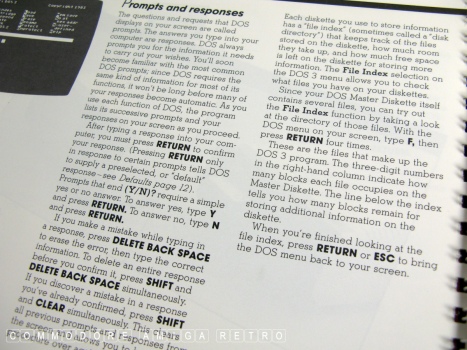 Prompts and responses
The questions and requests that DOS
displays on your screen are called
prompts. The answers you type into your
computer are responses. DOS always
prompts you for the information it needs
to carry out your wishes. You'll soon
become familiar with the most common
DOS prompts; since DOS requires the
same kind of information for most of its
functions, it won't be long before many of
your responses become automatic. As you
use each function of DOS, the program
lists its successive prompts and your
responses on your screen as you proceed.
After typing a response into your com-
puter, you must press RETURN to confirm
your response. (Pressing RETURN only
in response to certain prompts tells DOS
to supply a preselected, or "default"
response – see Defaults page 12).
Prompts that end (Y/N)? require a simple
yes or no answer. To answer yes, type Y
and press RETURN. To answer no, type N
and press RETURN.
If you make a mistake while typing in
a response, press DELETE BACK SPACE
to erase the error, then type the correct
information. To delete an entire response
before you confirm it, press SHIFT and
DELETE BACK SPACE simultaneously.
If you discover a mistake in a response
you've already confirmed, press SHIFT
and CLEAR simultaneously. This clears
all previous prompts and responses from
the screen and allows you to
Each diskette you use to store information
has a "file index" (sometimes called a "disk
directory") that keeps track of the files
stored on the diskette, how much room
they take up, and how much free space
is left on the diskette for storing more
information. The File Index selection on
the DOS 3 menu allows you to check
what files you have on your diskettes.
Since your DOS Master Diskette itself
contains several files, you can try out
the File Index function by taking a look
at the directory of those files. With the
DOS menu on your screen, type F, then
press RETURN four times.
These are the files that make up the
DOS 3 program. The three-digit numbers
in the right-hand column indicate how
many blocks each file occupies on the
Master Diskette. The line below the index
tells you how many blocks remain for
storing additional information on the
diskette.
When you're finished looking at the
file index, press RETURN or ESC to bring
the DOS menu back to your screen.
COMMODORE AMIGA RETRO